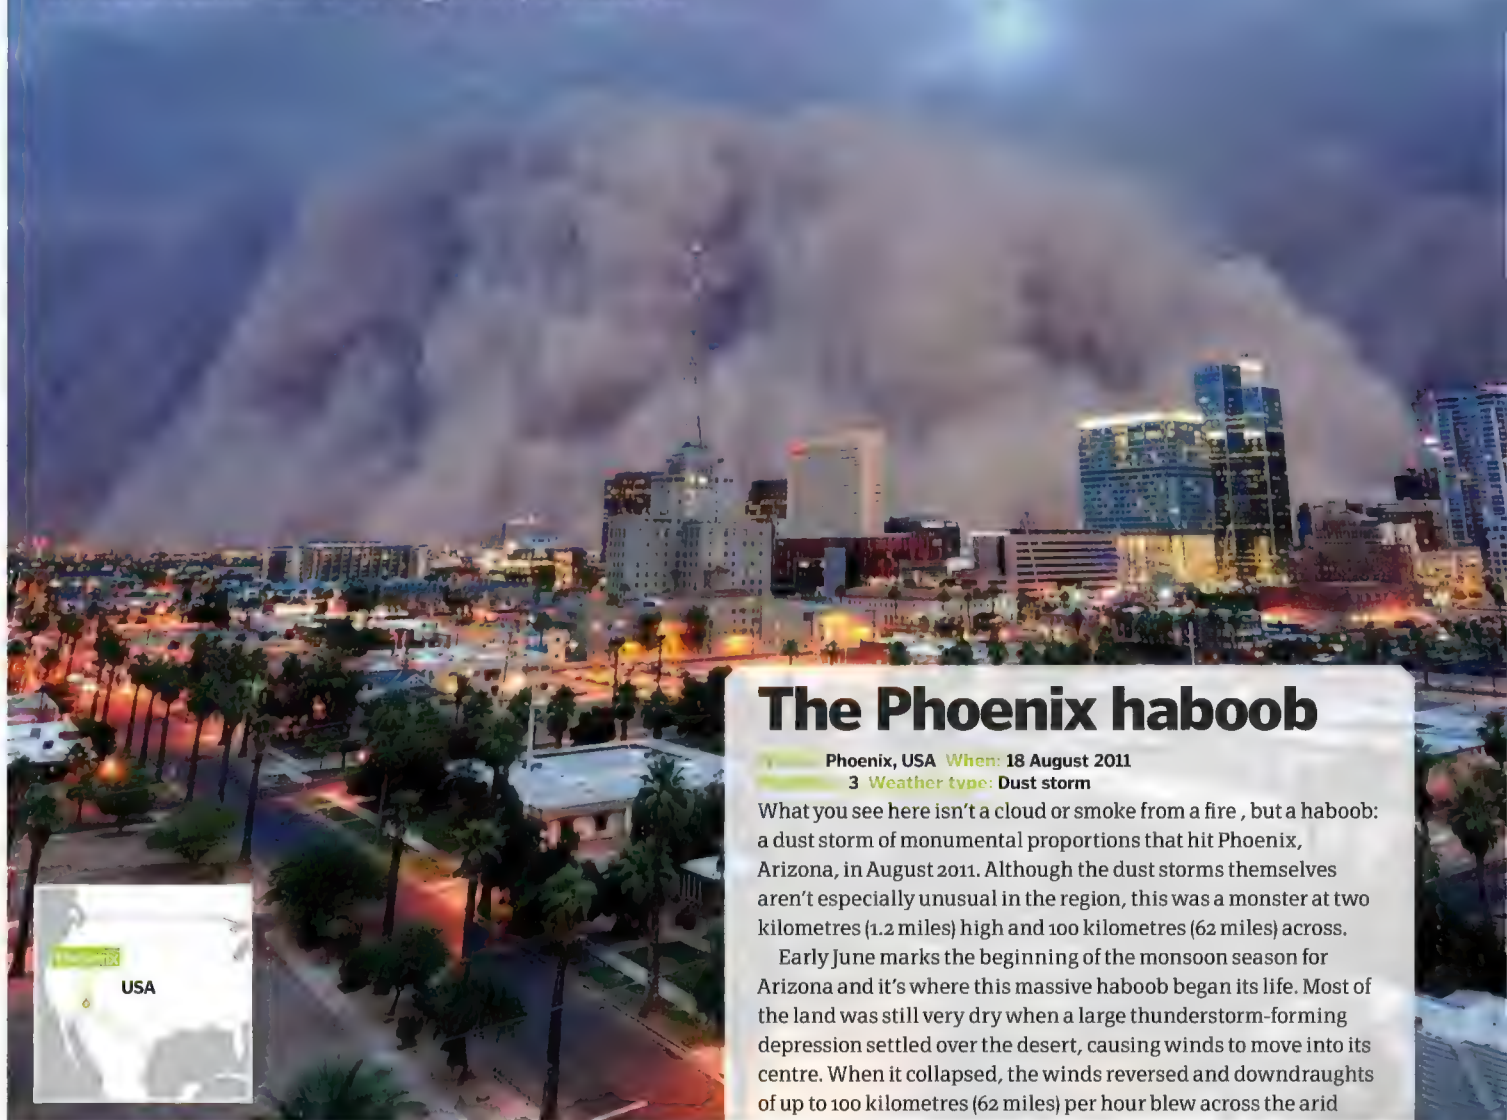 The Phoenix haboob
Phoenix, USA When: 18 August 2011
3 Weather type: Dust storm
What you see here isn't a cloud or smoke from a fire , but a haboob:
a dust storm of monumental proportions that hit Phoenix,
Arizona, in August 2011. Although the dust storms themselves
aren't especially unusual in the region, this was a monster at two
kilometres (1.2 miles) high and 100 kilometres (62 miles) across.
Early June marks the beginning of the monsoon season for
Arizona and it's where this massive haboob began its life. Most of
the land was still very dry when a large thunderstorm-forming
depression settled over the desert, causing winds to move into its
centre. When it collapsed, the winds reversed and downdraughts
of up to 100 kilometres (62 miles) per hour blew across the arid
USA